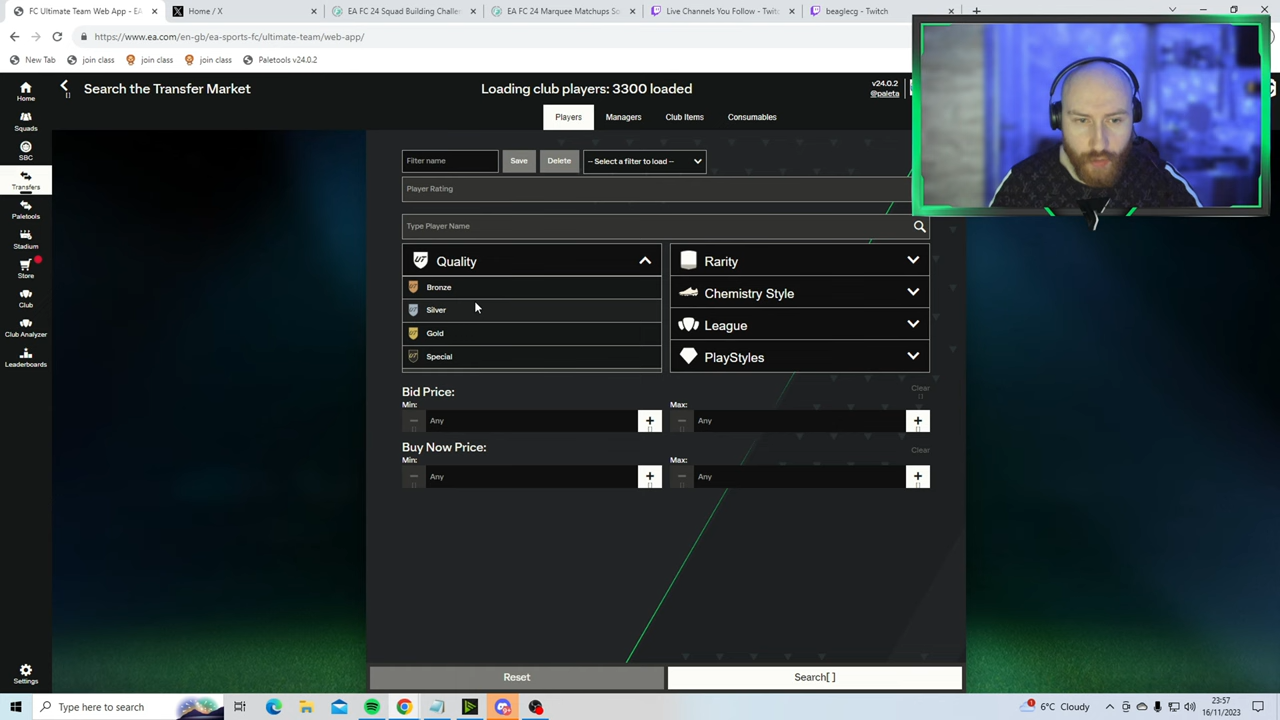 FC Ultimate Team Web App - EA
Home / X
EA FC 24 Squad Building Challen
EA FC 24 Marquee Matchups So
Live Channels You Follow - Twitc
beaglecg - Twitch
https://www.ea.com/en-gb/ea-sports-fc/ultimate-team/web-app/
New Tab
join class
join class
join class
Paletools v24.0.2
Home
Squads
SBC
Transfers
Paletools
Stadium
Store
Club
Club Analyzer
Leaderboards
Settings
Search the Transfer Market
Loading club players: 3300 loaded
v24.0.2
@paleta
Players
Managers
Club Items
Consumables
Filter name
Save
Delete
-- Select a filter to load --
Player Rating
Type Player Name
Quality
Bronze
Silver
Gold
Special
Rarity
Chemistry Style
League
PlayStyles
Bid Price:
Clear
Min:
Any
Max:
Any
Buy Now Price:
Clear
Min:
Any
Max:
Any
Reset
Search[ ]
Type here to search
6°C Cloudy
23:57
16/11/2023